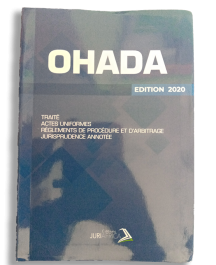 OHADA
EDITION 2020
TRAITÉ
ACTES UNIFORMES
RÈGLEMENTS DE PROCÉDURE ET D'ARBITRAGE
JURISPRUDENCE ANNOTÉE
JURI